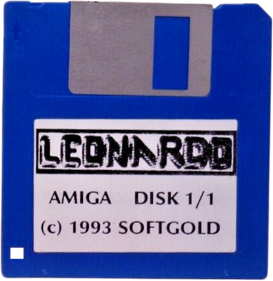 LEONARDO
AMIGA DISK 1/1
(c) 1993 SOFTGOLD